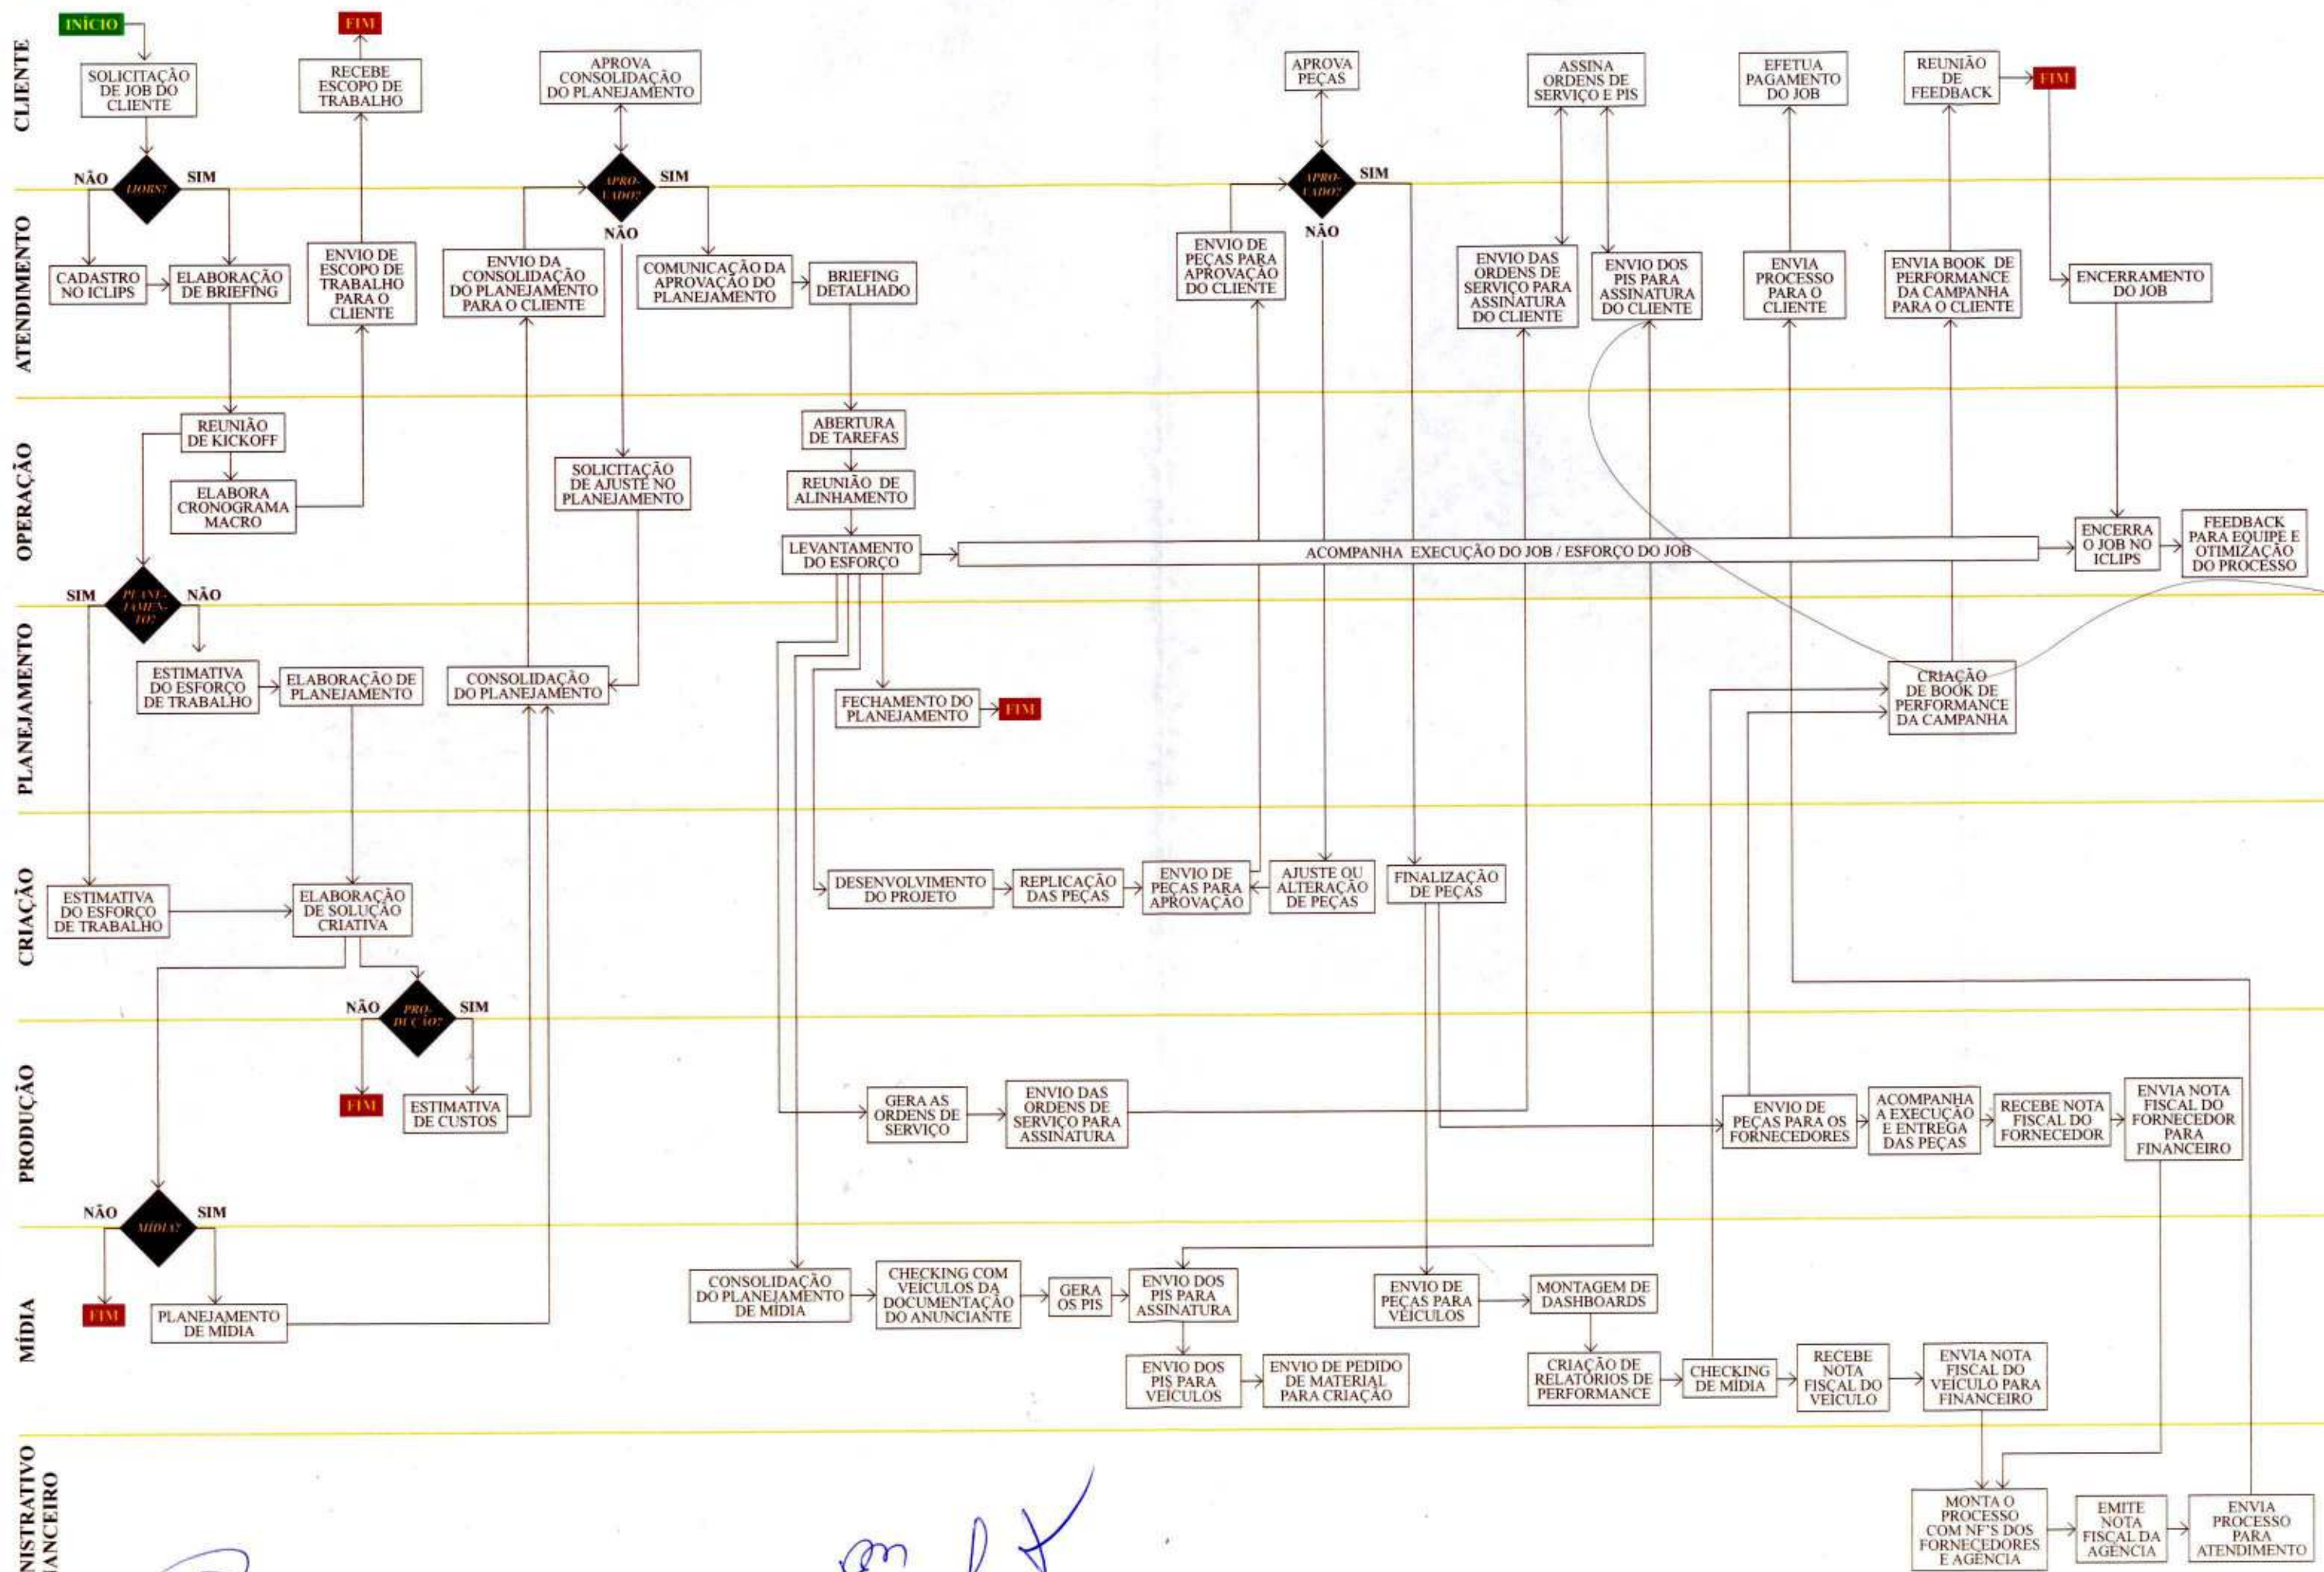 CLIENTE
INÍCIO
SOLICITAÇÃO
DE JOB DO
CLIENTE
FIM
RECEBE
ESCOPO DE
TRABALHO
APROVA
CONSOLIDAÇÃO
DO PLANEJAMENTO
APROVA
PEÇAS
ASSINA
ORDENS DE
SERVIÇO E PIS
EFETUA
PAGAMENTO
DO JOB
REUNIÃO
DE
FEEDBACK
FIM
NÃO
SIM
APRO-
VADO?
SIM
NÃO
APRO-
VADO?
SIM
NÃO
ATENDIMENTO
CADASTRO
NO ICLIPS
ELABORAÇÃO
DE BRIEFING
ENVIO DE
ESCOPO DE
TRABALHO
PARA O
CLIENTE
ENVIO DA
CONSOLIDAÇÃO
DO PLANEJAMENTO
PARA O CLIENTE
COMUNICAÇÃO DA
APROVAÇÃO DO
PLANEJAMENTO
BRIEFING
DETALHADO
ENVIO DE
PEÇAS PARA
APROVAÇÃO
DO CLIENTE
ENVIO DAS
ORDENS DE
SERVIÇO PARA
ASSINATURA
DO CLIENTE
ENVIO DOS
PIS PARA
ASSINATURA
DO CLIENTE
ENVIA
PROCESSO
PARA O
CLIENTE
ENVIA BOOK DE
PERFORMANCE
DA CAMPANHA
PARA O CLIENTE
ENCERRAMENTO
DO JOB
OPERAÇÃO
REUNIÃO
DE KICKOFF
ELABORA
CRONOGRAMA
MACRO
SOLICITAÇÃO
DE AJUSTE NO
PLANEJAMENTO
ABERTURA
DE TAREFAS
REUNIÃO DE
ALINHAMENTO
LEVANTAMENTO
DO ESFORÇO
ACOMPANHA EXECUÇÃO DO JOB / ESFORÇO DO JOB
ENCERRA
O JOB NO
ICLIPS
FEEDBACK
PARA EQUIPE E
OTIMIZAÇÃO
DO PROCESSO
SIM
PLANE-
JAMEN-
TO?
NÃO
PLANEJAMENTO
ESTIMATIVA
DO ESFORÇO
DE TRABALHO
ELABORAÇÃO DE
PLANEJAMENTO
CONSOLIDAÇÃO
DO PLANEJAMENTO
FECHAMENTO DO
PLANEJAMENTO
FIM
CRIAÇÃO
DE BOOK DE
PERFORMANCE
DA CAMPANHA
CRIAÇÃO
ESTIMATIVA
DO ESFORÇO
DE TRABALHO
ELABORAÇÃO
DE SOLUÇÃO
CRIATIVA
DESENVOLVIMENTO
DO PROJETO
REPLICAÇÃO
DAS PEÇAS
ENVIO DE
PEÇAS PARA
APROVAÇÃO
AJUSTE OU
ALTERAÇÃO
DE PEÇAS
FINALIZAÇÃO
DE PEÇAS
NÃO
PRO-
DUÇÃO?
SIM
PRODUÇÃO
FIM
ESTIMATIVA
DE CUSTOS
GERA AS
ORDENS DE
SERVIÇO
ENVIO DAS
ORDENS DE
SERVIÇO PARA
ASSINATURA
ENVIO DE
PEÇAS PARA OS
FORNECEDORES
ACOMPANHA
A EXECUÇÃO
E ENTREGA
DAS PEÇAS
RECEBE NOTA
FISCAL DO
FORNECEDOR
ENVIA NOTA
FISCAL DO
FORNECEDOR
PARA
FINANCEIRO
NÃO
MÍDIA?
SIM
MÍDIA
FIM
PLANEJAMENTO
DE MÍDIA
CONSOLIDAÇÃO
DO PLANEJAMENTO
DE MÍDIA
CHECKING COM
VEÍCULOS DA
DOCUMENTAÇÃO
DO ANUNCIANTE
GERA
OS PIS
ENVIO DOS
PIS PARA
ASSINATURA
ENVIO DE
PEÇAS PARA
VEÍCULOS
MONTAGEM DE
DASHBOARDS
ENVIO DOS
PIS PARA
VEÍCULOS
ENVIO DE PEDIDO
DE MATERIAL
PARA CRIAÇÃO
CRIAÇÃO DE
RELATÓRIOS DE
PERFORMANCE
CHECKING
DE MÍDIA
RECEBE
NOTA
FISCAL DO
VEÍCULO
ENVIA NOTA
FISCAL DO
VEÍCULO PARA
FINANCEIRO
NISTRATIVO
ANCEIRO
MONTA O
PROCESSO
COM NF'S DOS
FORNECEDORES
E AGÊNCIA
EMITE
NOTA
FISCAL DA
AGÊNCIA
ENVIA
PROCESSO
PARA
ATENDIMENTO